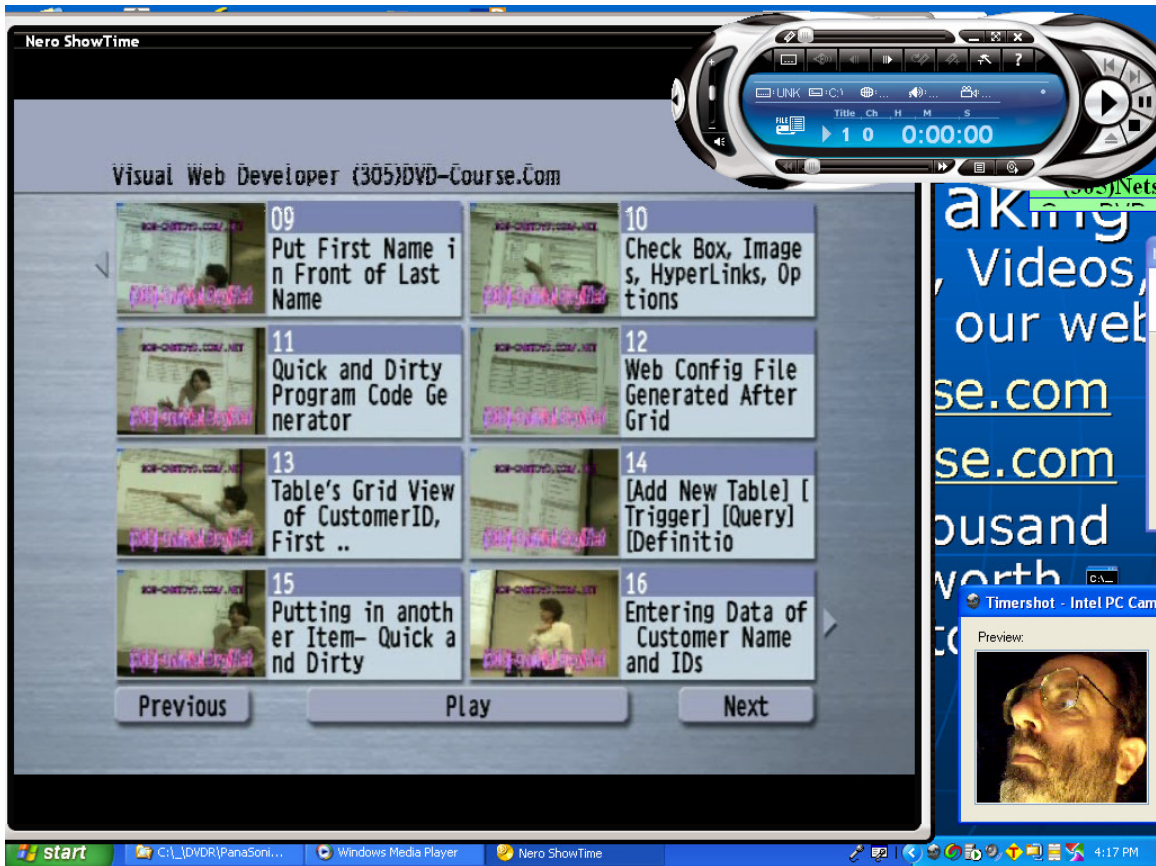 Nero ShowTime
UNK C:\
Title Ch H M S
FILE
1 0 0:00:00
Visual Web Developer (305)DVD-Course.Com
09
Put First Name i
n Front of Last
Name
10
Check Box, Image
s, HyperLinks, Op
tions
11
Quick and Dirty
Program Code Ge
nerator
12
Web Config File
Generated After
Grid
13
Table's Grid View
of CustomerID,
First ..
14
[Add New Table] [
Trigger] [Query]
[Definitio
15
Putting in anoth
er Item- Quick a
nd Dirty
16
Entering Data of
Customer Name
and IDs
Previous
Play
Next
(305)Nets
aking
, Videos,
our web
se.com
se.com
ousand
worth
C:\_
Timershot - Intel PC Cam
Preview:
start
C:\_\DVDR\PanaSoni...
Windows Media Player
Nero ShowTime
4:17 PM